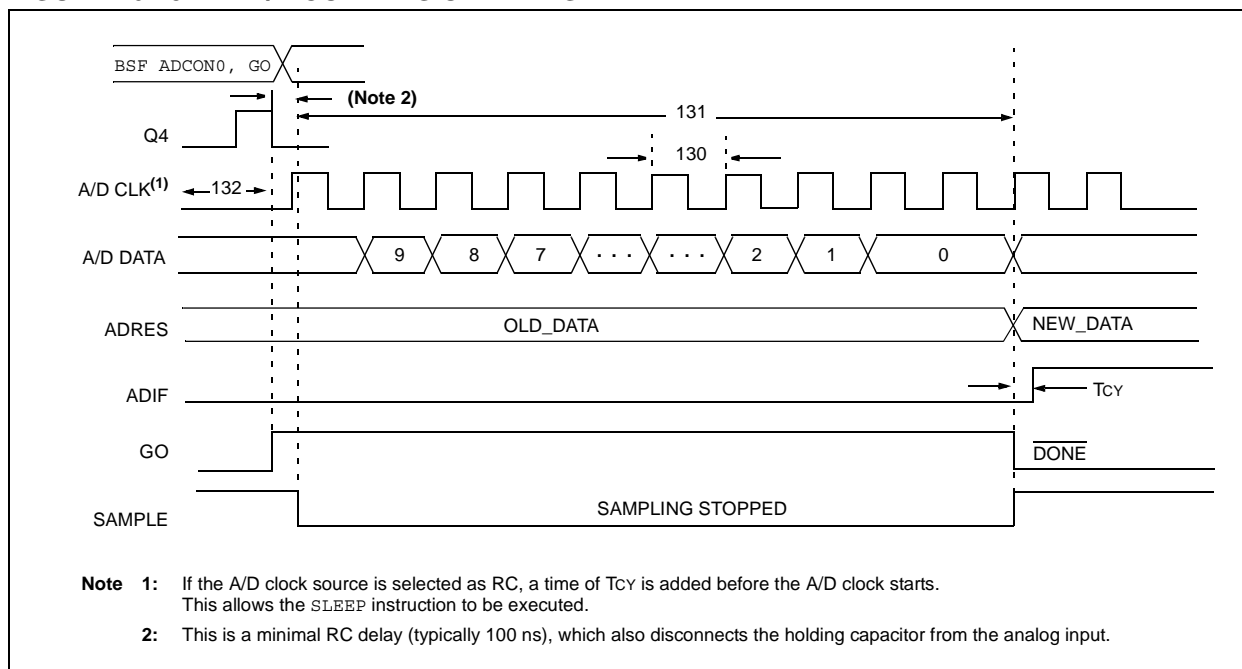 BSF ADCON0, GO
(Note 2)
131
Q4
130
A/D CLK(1)
132
A/D DATA
9 8 7 . . . . . . 2 1 0
ADRES
OLD_DATA
NEW_DATA
ADIF
TCY
GO
DONE
SAMPLE
SAMPLING STOPPED
Note 1: If the A/D clock source is selected as RC, a time of TCY is added before the A/D clock starts.
This allows the SLEEP instruction to be executed.
2: This is a minimal RC delay (typically 100 ns), which also disconnects the holding capacitor from the analog input.